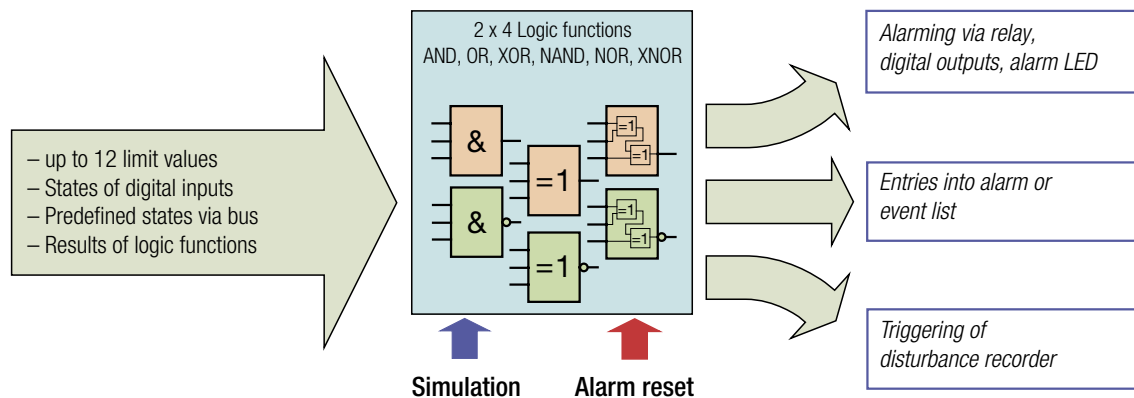 – up to 12 limit values
– States of digital inputs
– Predefined states via bus
– Results of logic functions
2 x 4 Logic functions
AND, OR, XOR, NAND, NOR, XNOR
&
=1
=1
=1
&
=1
=1
=1
Simulation
Alarm reset
Alarming via relay,
digital outputs, alarm LED
Entries into alarm or
event list
Triggering of
disturbance recorder